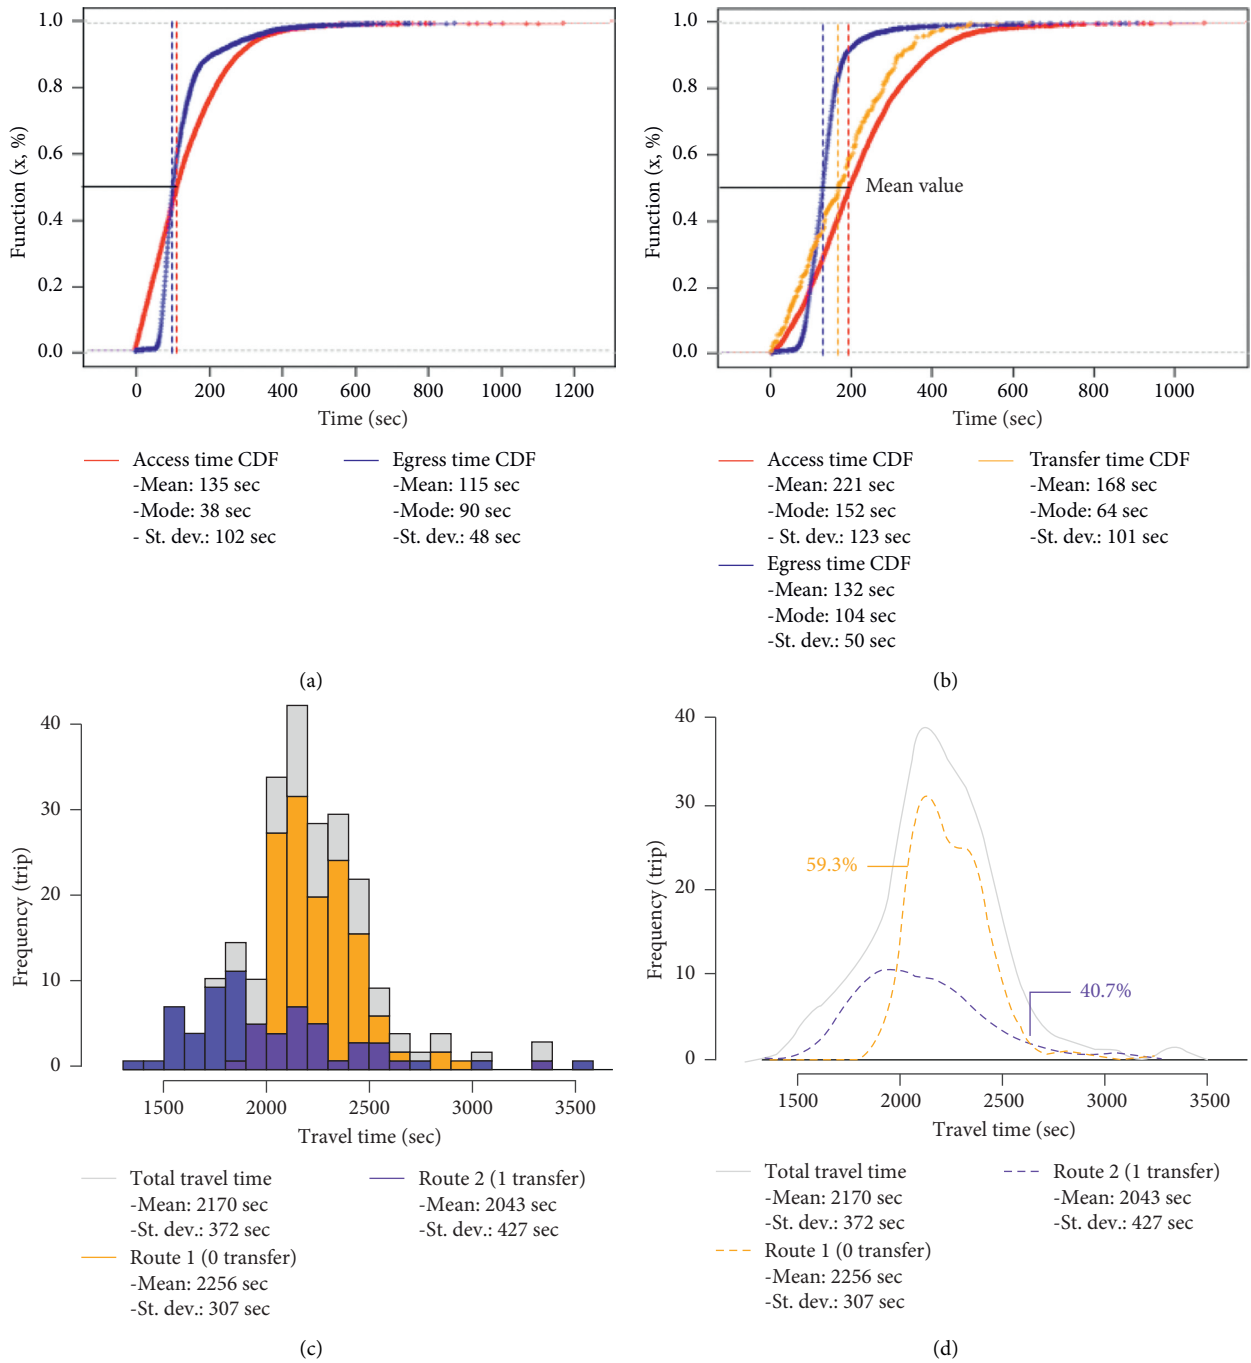 1.0
0.8
0.6
0.4
0.2
0.0
Function (x, %)
0 200 400 600 800 1000 1200
Time (sec)
Access time CDF
-Mean: 135 sec
-Mode: 38 sec
- St. dev.: 102 sec
Egress time CDF
-Mean: 115 sec
-Mode: 90 sec
-St. dev.: 48 sec
(a)
1.0
0.8
0.6
0.4
0.2
0.0
Function (x, %)
Mean value
0 200 400 600 800 1000
Time (sec)
Access time CDF
-Mean: 221 sec
-Mode: 152 sec
- St. dev.: 123 sec
Transfer time CDF
-Mean: 168 sec
-Mode: 64 sec
-St. dev.: 101 sec
Egress time CDF
-Mean: 132 sec
-Mode: 104 sec
-St. dev.: 50 sec
(b)
40
30
20
10
0
Frequency (trip)
1500 2000 2500 3000 3500
Travel time (sec)
Total travel time
-Mean: 2170 sec
-St. dev.: 372 sec
Route 2 (1 transfer)
-Mean: 2043 sec
-St. dev.: 427 sec
Route 1 (0 transfer)
-Mean: 2256 sec
-St. dev.: 307 sec
(c)
40
30
20
10
0
Frequency (trip)
59.3%
40.7%
1500 2000 2500 3000 3500
Travel time (sec)
Total travel time
-Mean: 2170 sec
-St. dev.: 372 sec
Route 2 (1 transfer)
-Mean: 2043 sec
-St. dev.: 427 sec
Route 1 (0 transfer)
-Mean: 2256 sec
-St. dev.: 307 sec
(d)